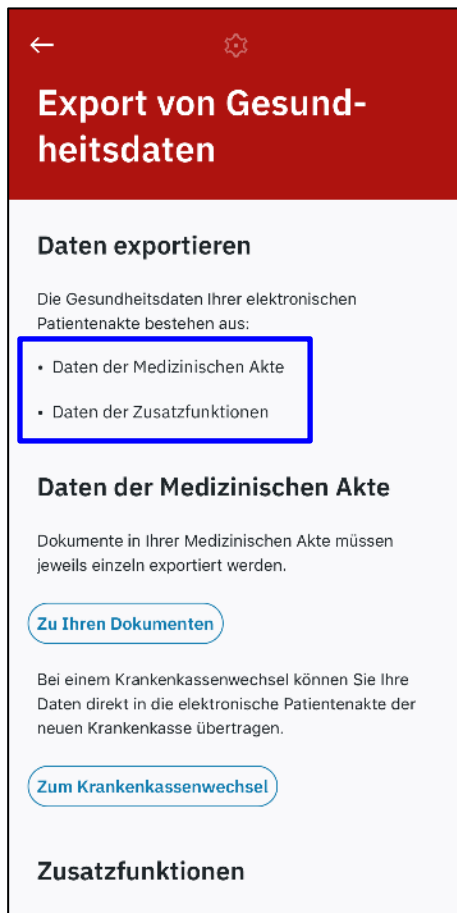 Export von Gesund-
heitsdaten
Daten exportieren
Die Gesundheitsdaten Ihrer elektronischen
Patientenakte bestehen aus:
• Daten der Medizinischen Akte
• Daten der Zusatzfunktionen
Daten der Medizinischen Akte
Dokumente in Ihrer Medizinischen Akte müssen
jeweils einzeln exportiert werden.
Zu Ihren Dokumenten
Bei einem Krankenkassenwechsel können Sie Ihre
Daten direkt in die elektronische Patientenakte der
neuen Krankenkasse übertragen.
Zum Krankenkassenwechsel
Zusatzfunktionen